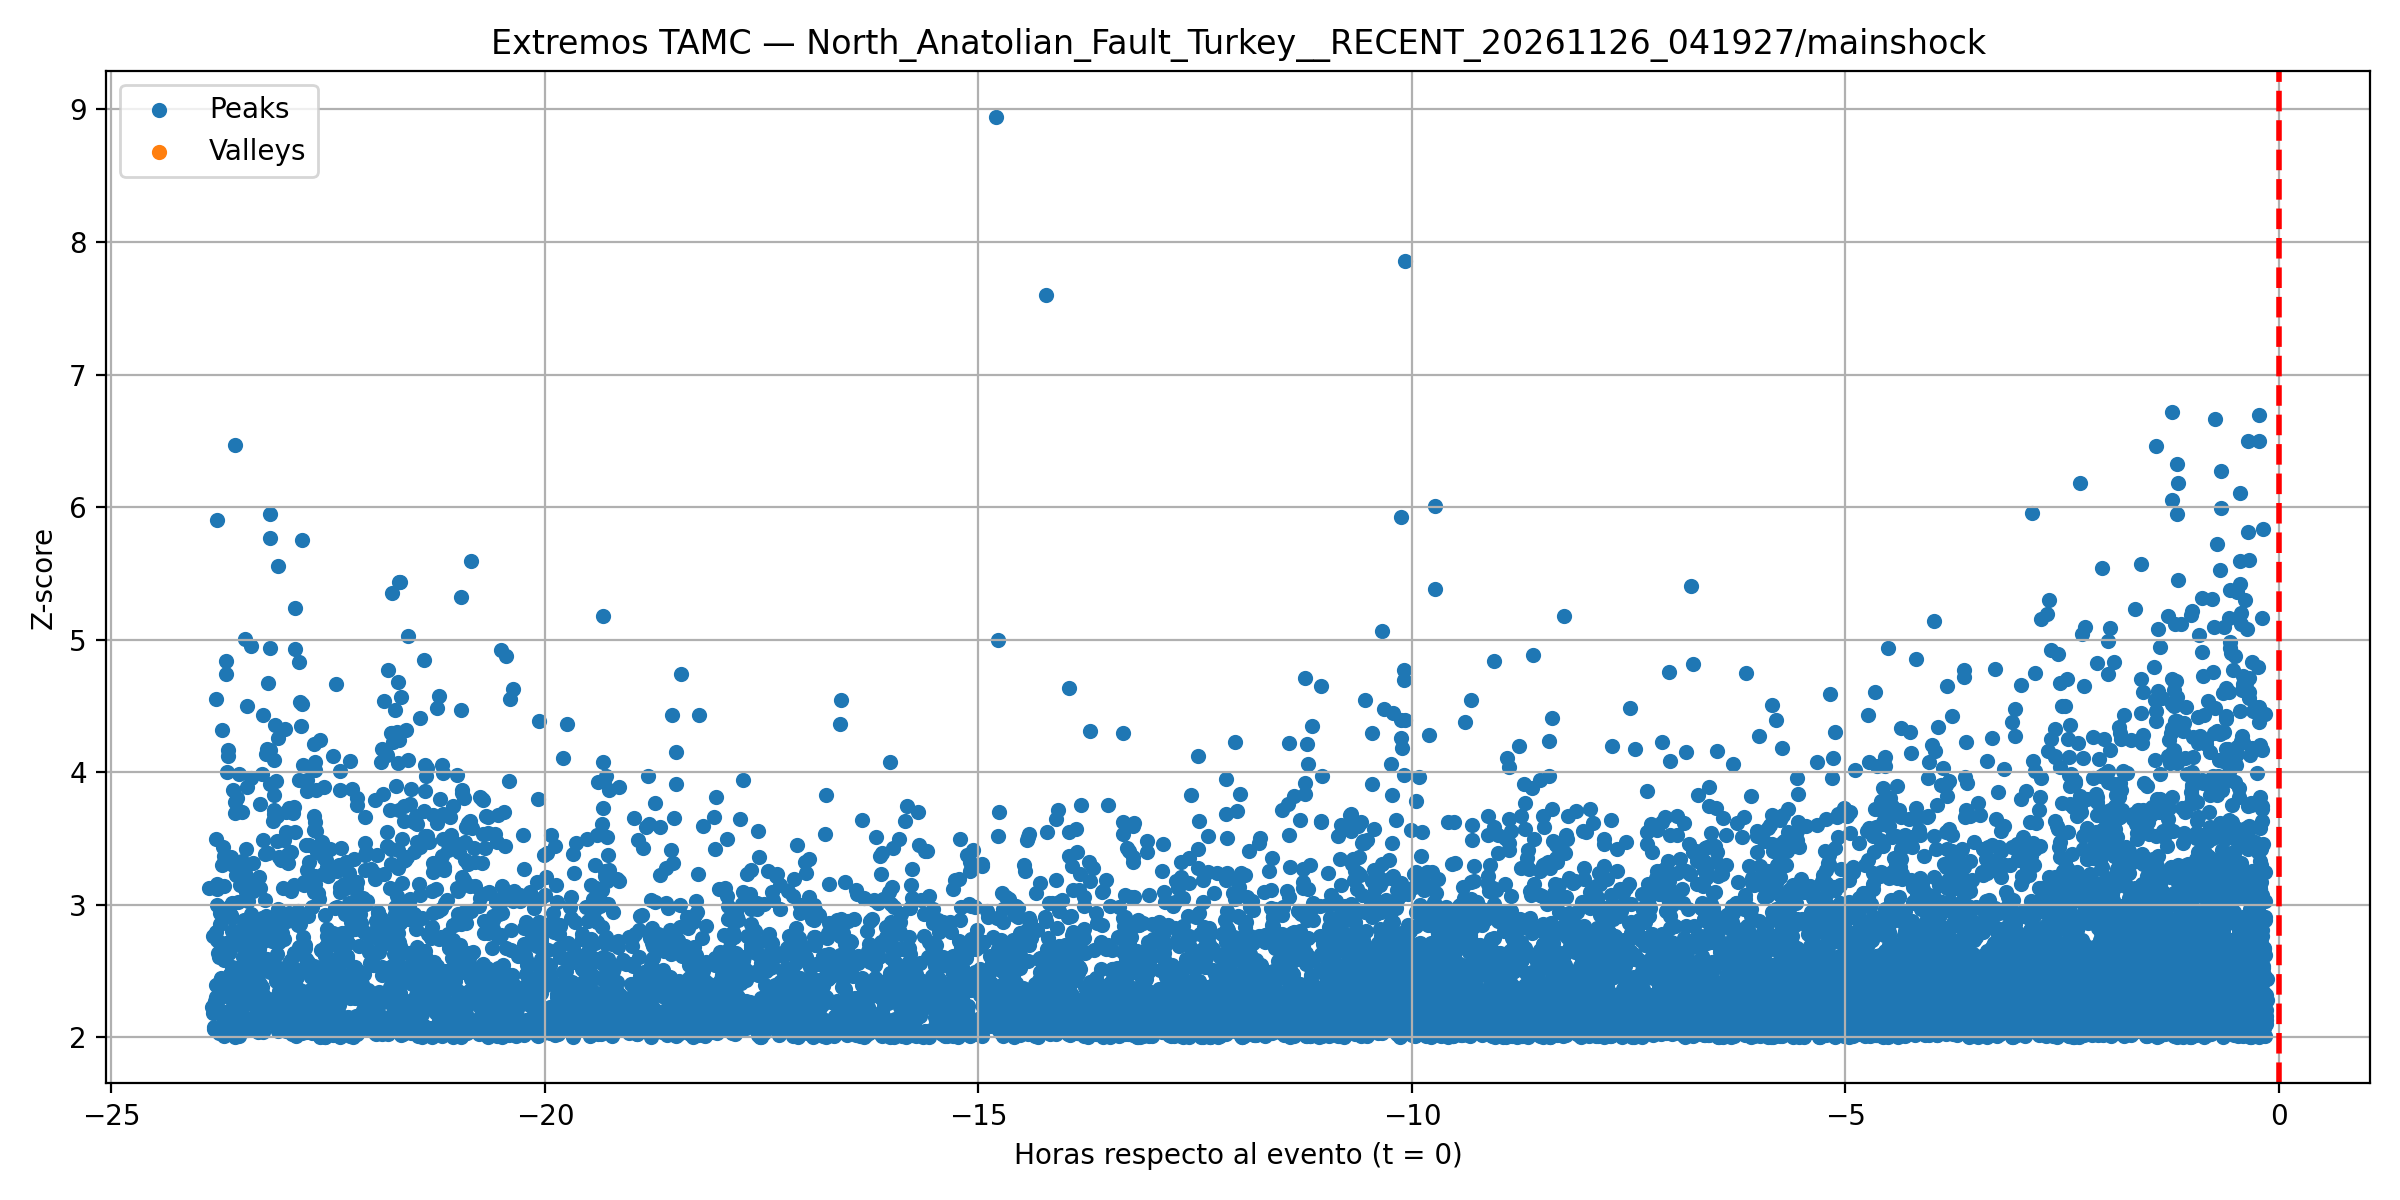 Extremos TAMC — North_Anatolian_Fault_Turkey__RECENT_20261126_041927/mainshock
Peaks
Valleys
9
8
7
6
5
4
3
2
Z-score
−25
−20
−15
−10
−5
0
Horas respecto al evento (t = 0)